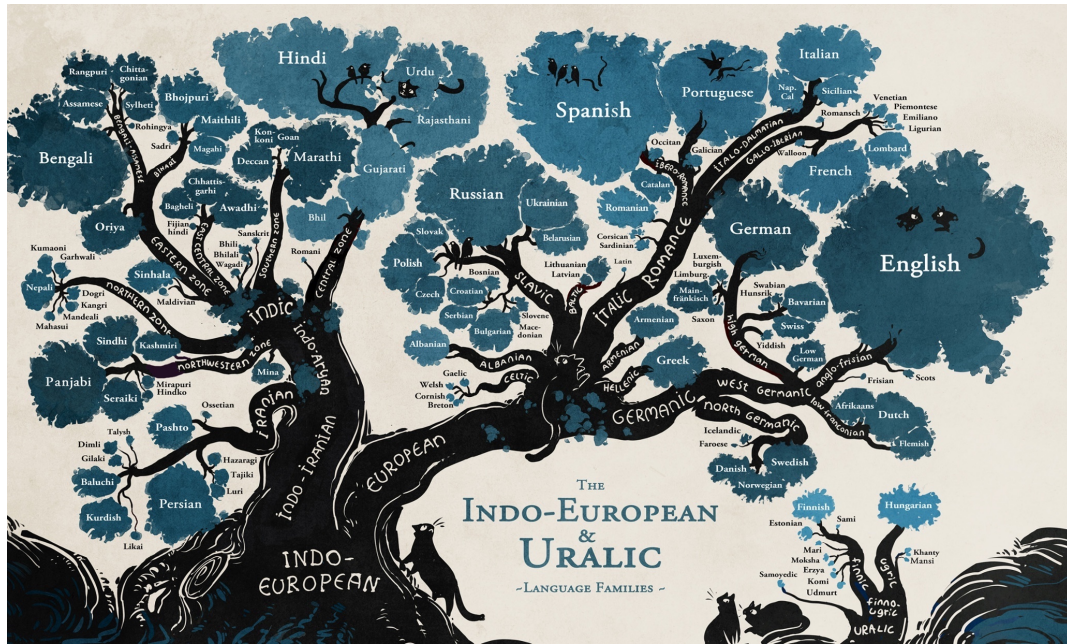 Hindi
Urdu
Rajasthani
Gujarati
Rangpuri
Chitta-
gonian
Assamese
Sylheti
Rohingya
BENGALI-ASSAMESE
Bengali
Bhojpuri
Maithili
Sadri
Magahi
BIHARI
Kon-
koni
Goan
Deccan
Marathi
Oriya
Chhattis-
garhi
Bagheli
Awadhi
Fijian
hindi
EASTERN ZONE
EAST CENTRAL ZONE
SOUTHERN ZONE
CENTRAL ZONE
Bhil
Sanskrit
Bhili
Bhilali
Wagadi
Romani
Sinhala
Maldivian
Kumaoni
Garhwali
Nepali
Dogri
Kangri
Mandeali
Mahasui
NORTHERN ZONE
INDIC
INDO-ARYAN
Sindhi
Kashmiri
NORTHWESTERN ZONE
Mina
Panjabi
Mirapuri
Hindko
Seraiki
IRANIAN
Ossetian
Pashto
Talysh
Dimli
Gilaki
Baluchi
Kurdish
Likai
Hazaragi
Tajiki
Luri
Persian
INDO-IRANIAN
EUROPEAN
INDO-
EUROPEAN
Spanish
Portuguese
Italian
Nap.
Cal
Sicilian
Romansch
Venetian
Piemontese
Emiliano
Ligurian
Lombard
Walloon
French
Occitan
Galician
Catalan
IBERO-ROMANCE
ITALO-DALMATIAN
GALLO-IBERIAN
Romanian
Corsican
Sardinian
Latin
ITALIC
ROMANCE
Russian
Ukrainian
Belarusian
Slovak
Polish
Bosnian
Czech
Croatian
Serbian
Bulgarian
Slovene
Mace-
donian
SLAVIC
Lithuanian
Latvian
BALTIC
Albanian
ALBANIAN
Gaelic
Welsh
Cornish
Breton
CELTIC
Armenian
ARMENIAN
Greek
HELLENIC
German
English
Luxem-
burgish
Limburg.
Main-
fränkisch
Saxon
Swabian
Hunsrik
Bavarian
Swiss
Yiddish
high german
Low
German
anglo-frisian
Frisian
Scots
GERMANIC
WEST GERMANIC
Afrikaans
Dutch
Flemish
low franconian
NORTH GERMANIC
Icelandic
Faroese
Danish
Swedish
Norwegian
THE
INDO-EUROPEAN
&
URALIC
-LANGUAGE FAMILIES -
Finnish
Hungarian
Estonian
Sami
Mari
Moksha
Erzya
Komi
Udmurt
Samoyedic
Khanty
Mansi
finnic
ugric
finno-
ugric
URALIC